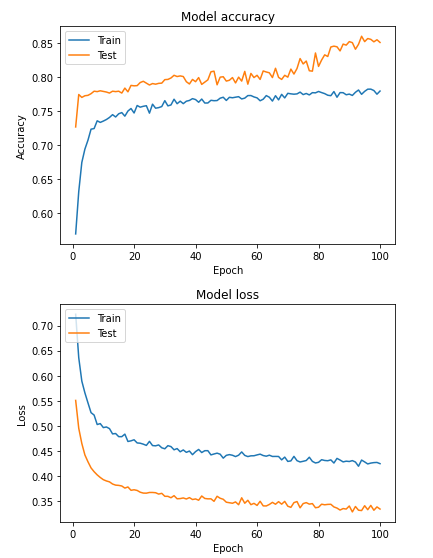 Model accuracy
Train
Test
0.85
0.80
0.75
0.70
0.65
0.60
Accuracy
0 20 40 60 80 100
Epoch
Model loss
Train
Test
0.70
0.65
0.60
0.55
0.50
0.45
0.40
0.35
Loss
0 20 40 60 80 100
Epoch